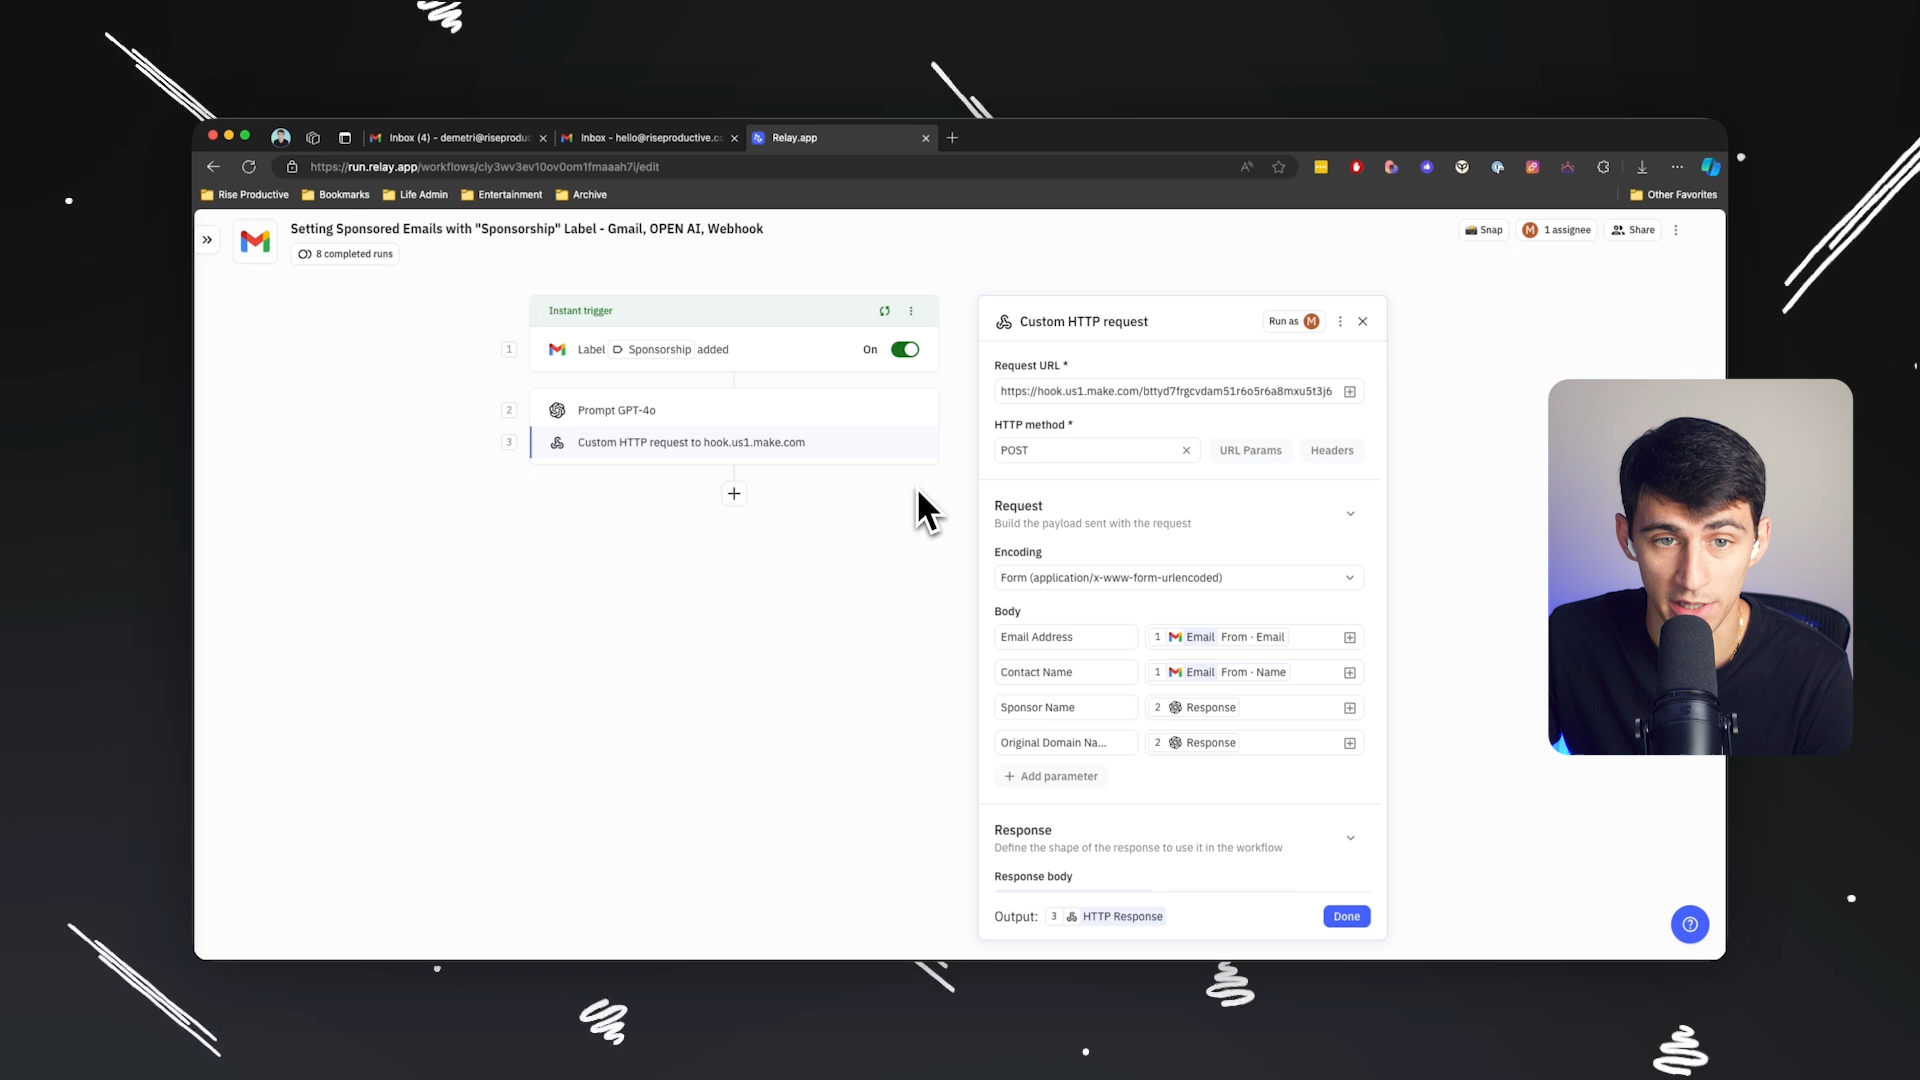 Inbox (4) - demetri@riseproduc
Inbox - hello@riseproductive.co
Relay.app
https://run.relay.app/workflows/cly3wv3ev10ov0om1fmaaah7i/edit
Rise Productive
Bookmarks
Life Admin
Entertainment
Archive
Other Favorites
Setting Sponsored Emails with "Sponsorship" Label - Gmail, OPEN AI, Webhook
8 completed runs
Snap
M 1 assignee
Share
Instant trigger
1 Label Sponsorship added On
2 Prompt GPT-4o
3 Custom HTTP request to hook.us1.make.com
Custom HTTP request
Run as M
Request URL *
https://hook.us1.make.com/bttyd7frgcvdam51r6o5r6a8mxu5t3j6
HTTP method *
POST
URL Params
Headers
Request
Build the payload sent with the request
Encoding
Form (application/x-www-form-urlencoded)
Body
Email Address 1 Email From · Email
Contact Name 1 Email From · Name
Sponsor Name 2 Response
Original Domain Na... 2 Response
+ Add parameter
Response
Define the shape of the response to use it in the workflow
Response body
Output: 3 HTTP Response
Done